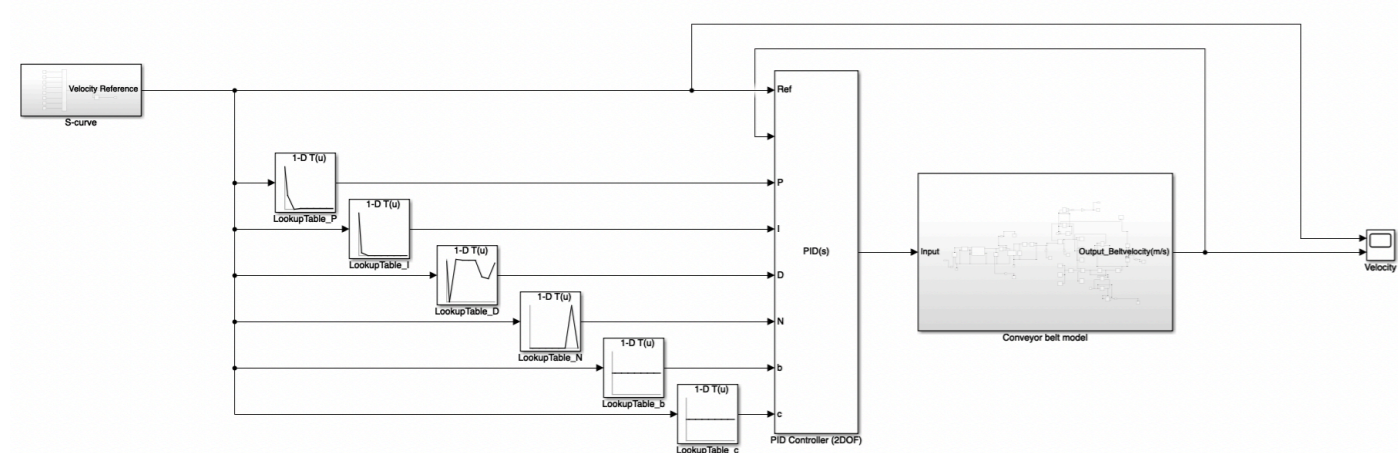 Velocity Reference
S-curve
Ref
1-D T(u)
LookupTable_P
P
1-D T(u)
LookupTable_I
I
1-D T(u)
LookupTable_D
D
1-D T(u)
LookupTable_N
N
1-D T(u)
LookupTable_b
b
1-D T(u)
LookupTable_c
c
PID(s)
PID Controller (2DOF)
Input
Output_Beltvelocity(m/s)
Conveyor belt model
Velocity